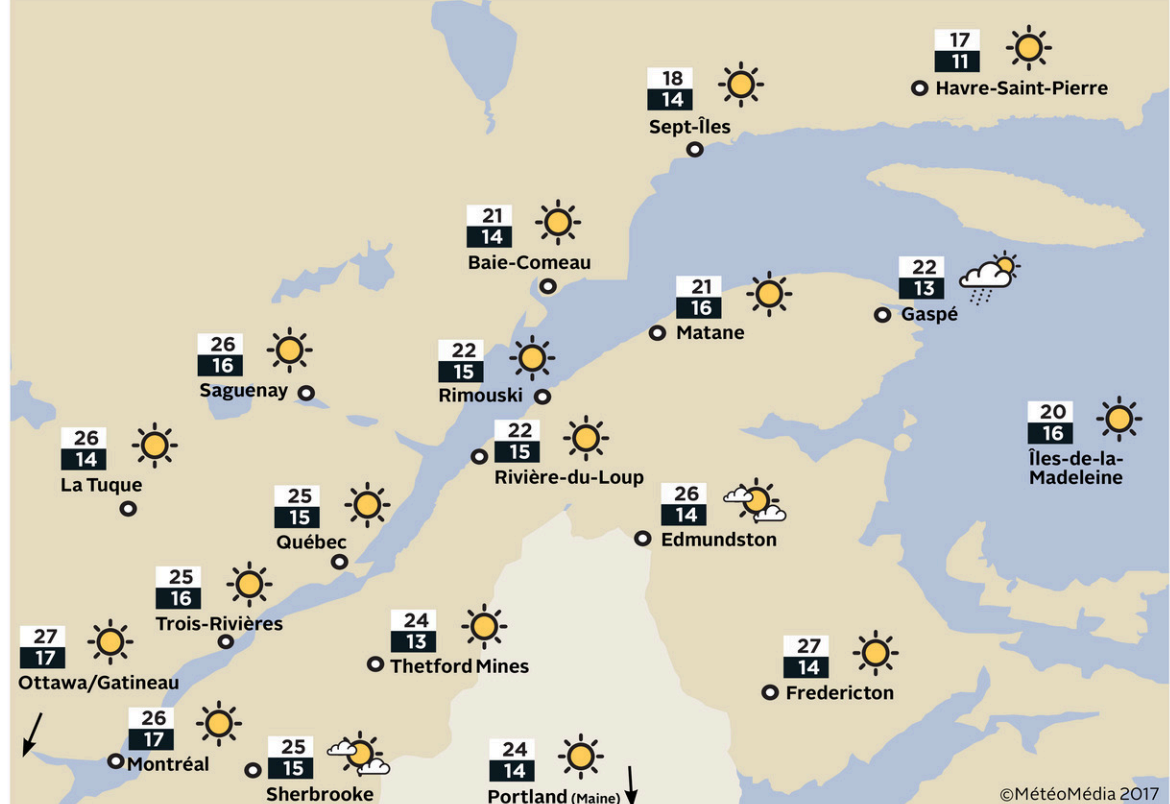 17
11
Havre-Saint-Pierre
18
14
Sept-Îles
21
14
Baie-Comeau
22
13
Gaspé
21
16
Matane
26
16
Saguenay
22
15
Rimouski
20
16
Îles-de-la-
Madeleine
26
14
La Tuque
22
15
Rivière-du-Loup
25
15
Québec
26
14
Edmundston
25
16
Trois-Rivières
24
13
Thetford Mines
27
17
Ottawa/Gatineau
27
14
Fredericton
26
17
Montréal
25
15
Sherbrooke
24
14
Portland (Maine)
©MétéoMédia 2017